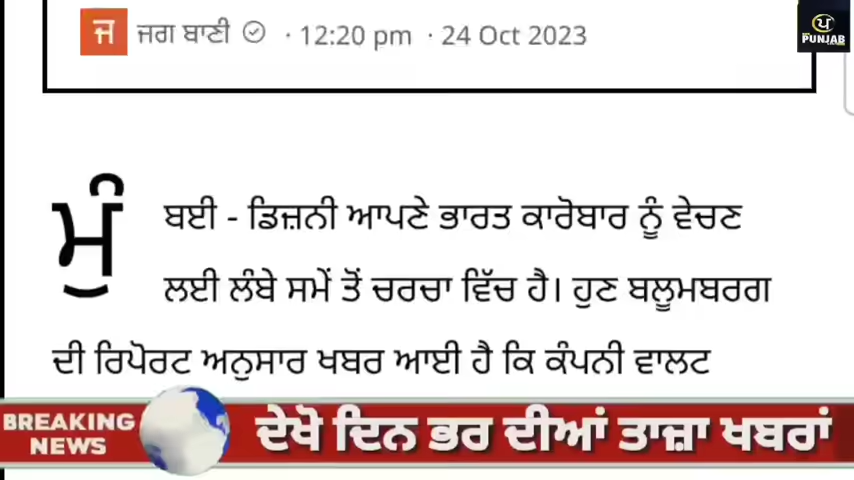 ਜ ਜਗ ਬਾਣੀ · 12:20 pm · 24 Oct 2023
ਪ
PUNJAB
ਮੁੰਬਈ - ਡਿਜ਼ਨੀ ਆਪਣੇ ਭਾਰਤ ਕਾਰੋਬਾਰ ਨੂੰ ਵੇਚਣ
ਲਈ ਲੰਬੇ ਸਮੇਂ ਤੋਂ ਚਰਚਾ ਵਿੱਚ ਹੈ। ਹੁਣ ਬਲੂਮਬਰਗ
ਦੀ ਰਿਪੋਰਟ ਅਨੁਸਾਰ ਖਬਰ ਆਈ ਹੈ ਕਿ ਕੰਪਨੀ ਵਾਲਟ
BREAKING
NEWS
ਦੇਖੋ ਦਿਨ ਭਰ ਦੀਆਂ ਤਾਜ਼ਾ ਖਬਰਾਂ